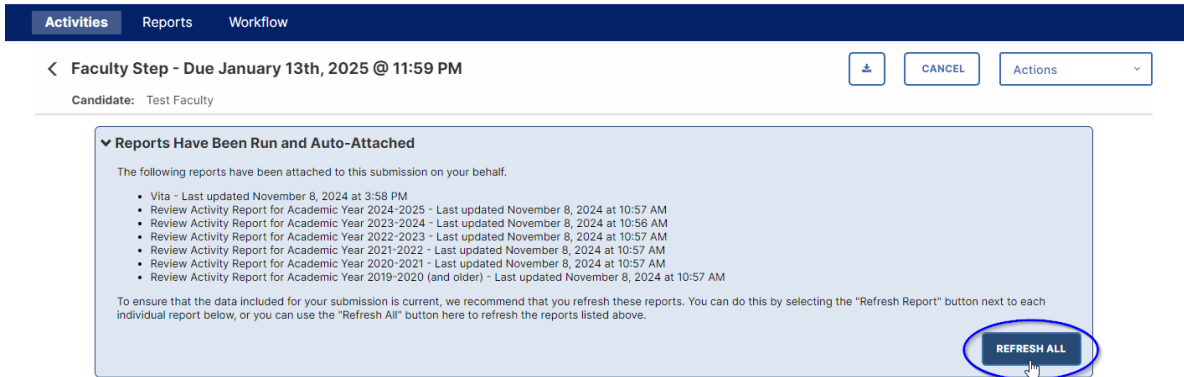 Activities Reports Workflow
Faculty Step - Due January 13th, 2025 @ 11:59 PM
CANCEL
Actions
Candidate: Test Faculty
Reports Have Been Run and Auto-Attached
The following reports have been attached to this submission on your behalf.
• Vita - Last updated November 8, 2024 at 3:58 PM
• Review Activity Report for Academic Year 2024-2025 - Last updated November 8, 2024 at 10:57 AM
• Review Activity Report for Academic Year 2023-2024 - Last updated November 8, 2024 at 10:56 AM
• Review Activity Report for Academic Year 2022-2023 - Last updated November 8, 2024 at 10:57 AM
• Review Activity Report for Academic Year 2021-2022 - Last updated November 8, 2024 at 10:57 AM
• Review Activity Report for Academic Year 2020-2021 - Last updated November 8, 2024 at 10:57 AM
• Review Activity Report for Academic Year 2019-2020 (and older) - Last updated November 8, 2024 at 10:57 AM
To ensure that the data included for your submission is current, we recommend that you refresh these reports. You can do this by selecting the "Refresh Report" button next to each
individual report below, or you can use the "Refresh All" button here to refresh the reports listed above.
REFRESH ALL